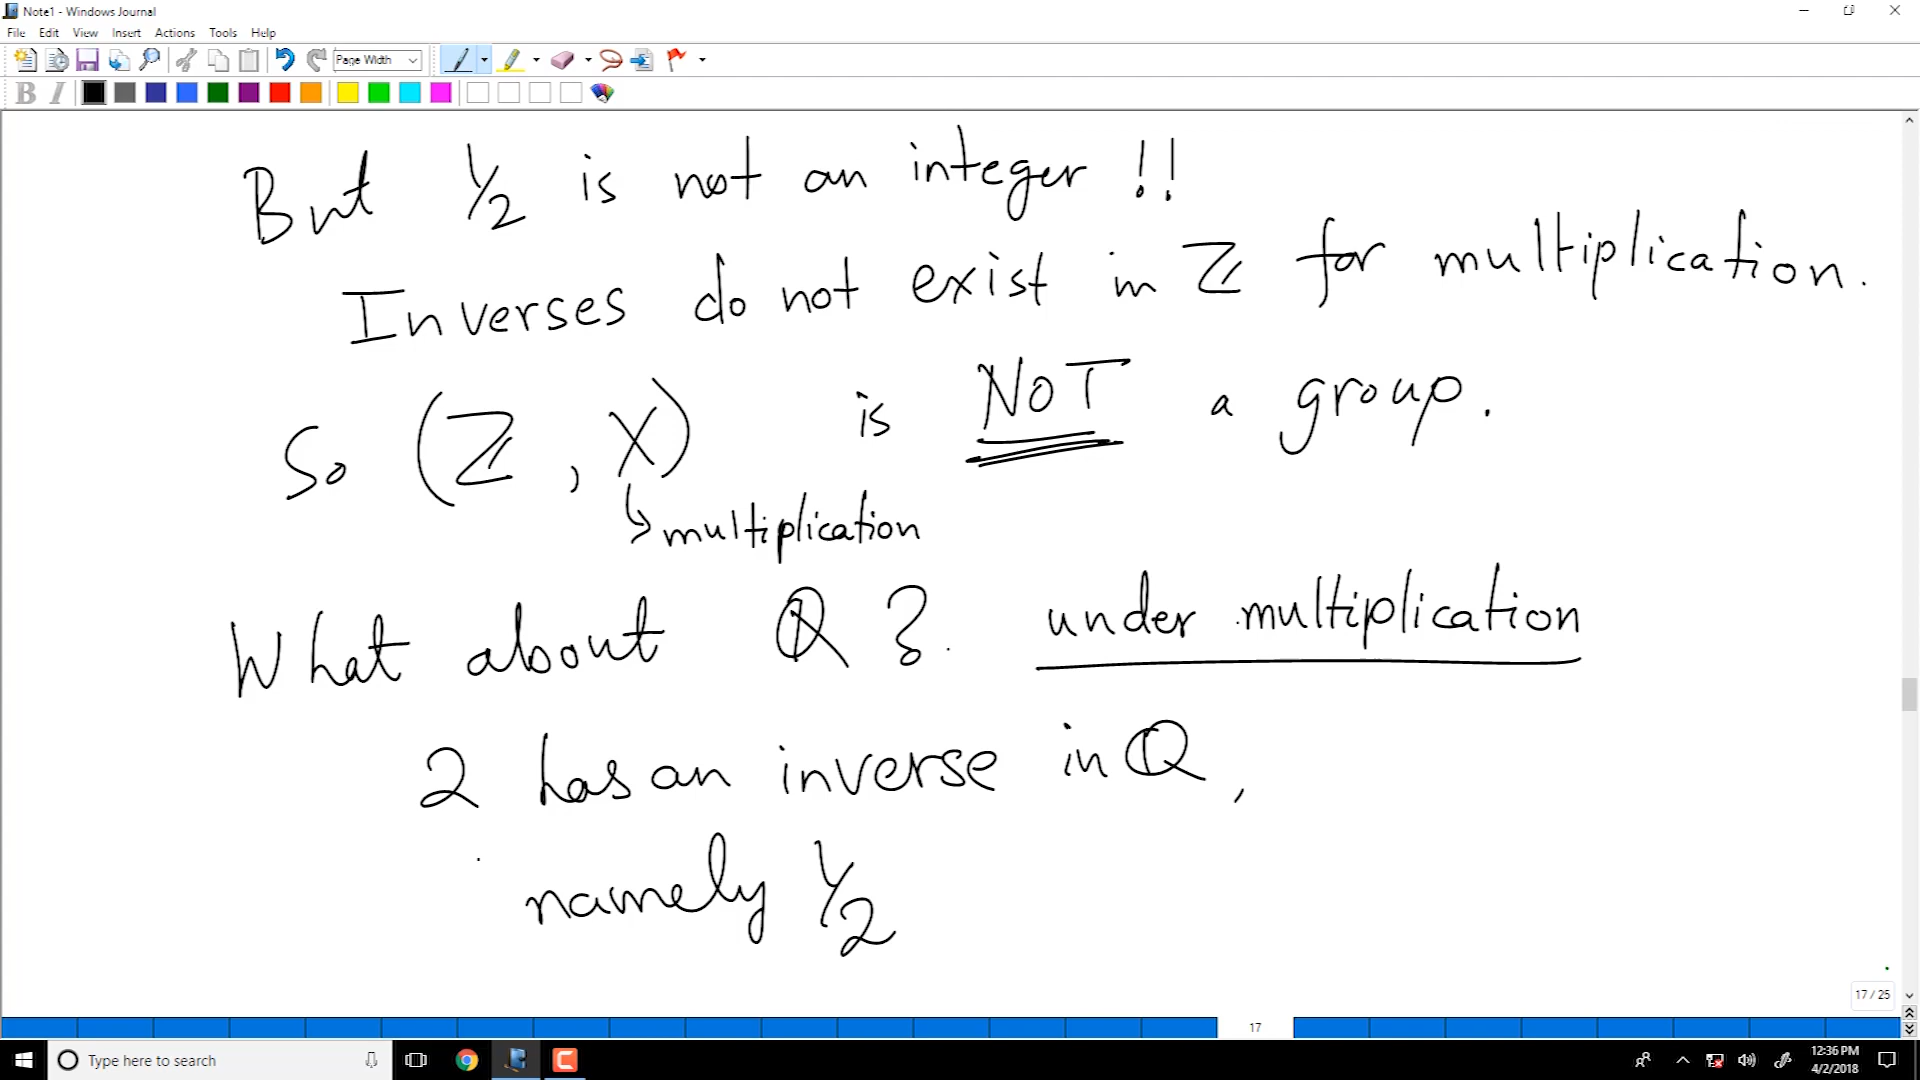 Note1 - Windows Journal
File Edit View Insert Actions Tools Help
Page Width
B I
But 1/2 is not an integer !!
Inverses do not exist in ℤ for multiplication.
So (ℤ , X) is NOT a group.
multiplication
What about ℚ ? under multiplication
2 has an inverse in ℚ,
namely 1/2
17 / 25
17
Type here to search
12:36 PM
4/2/2018